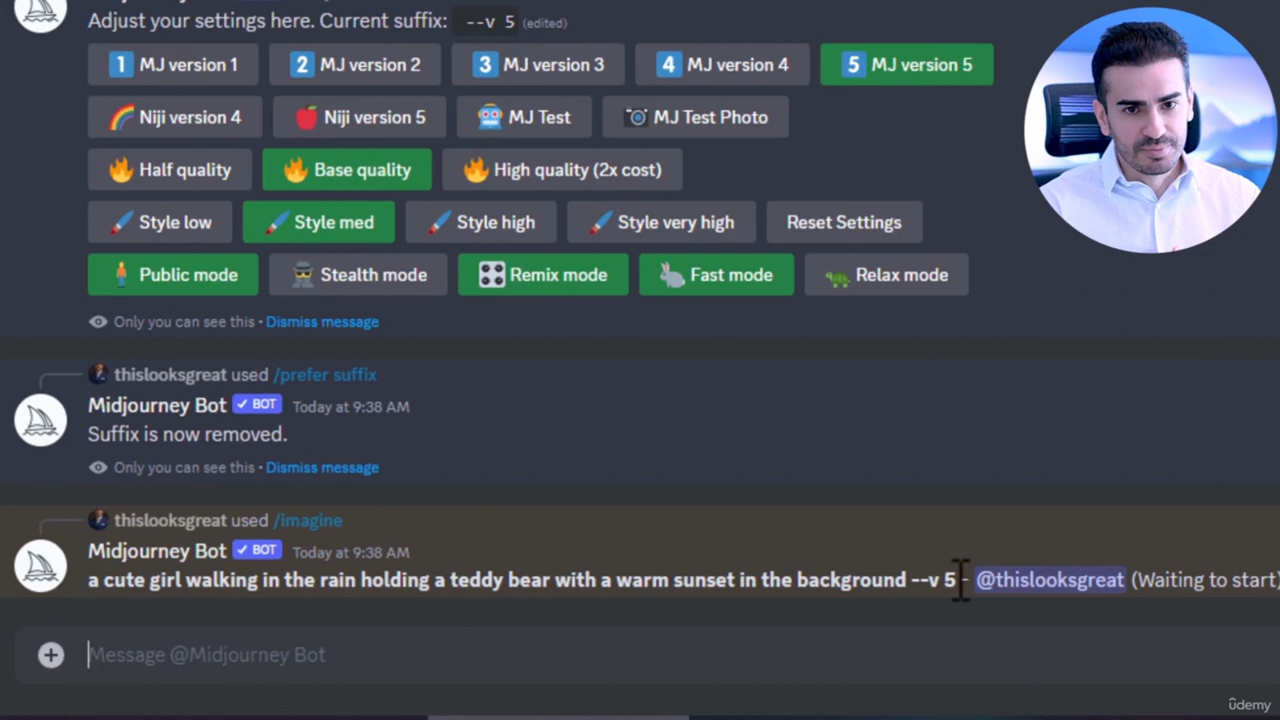 Adjust your settings here. Current suffix: --v 5 (edited)
1 MJ version 1 2 MJ version 2 3 MJ version 3 4 MJ version 4 5 MJ version 5
Niji version 4 Niji version 5 MJ Test MJ Test Photo
Half quality Base quality High quality (2x cost)
Style low Style med Style high Style very high Reset Settings
Public mode Stealth mode Remix mode Fast mode Relax mode
Only you can see this • Dismiss message
thislooksgreat used /prefer suffix
Midjourney Bot ✓ BOT Today at 9:38 AM
Suffix is now removed.
Only you can see this • Dismiss message
thislooksgreat used /imagine
Midjourney Bot ✓ BOT Today at 9:38 AM
a cute girl walking in the rain holding a teddy bear with a warm sunset in the background --v 5 - @thislooksgreat (Waiting to start)
Message @Midjourney Bot
ûdemy